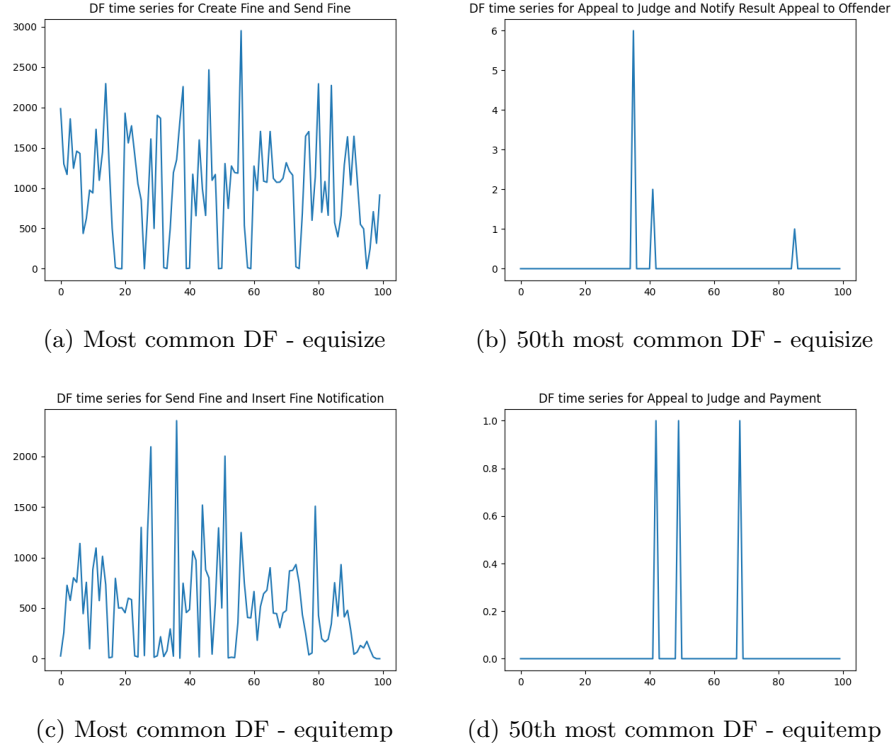 DF time series for Create Fine and Send Fine
3000
2500
2000
1500
1000
500
0
0 20 40 60 80 100
(a) Most common DF - equisize
DF time series for Appeal to Judge and Notify Result Appeal to Offender
6
5
4
3
2
1
0
0 20 40 60 80 100
(b) 50th most common DF - equisize
DF time series for Send Fine and Insert Fine Notification
2000
1500
1000
500
0
0 20 40 60 80 100
(c) Most common DF - equitemp
DF time series for Appeal to Judge and Payment
1.0
0.8
0.6
0.4
0.2
0.0
0 20 40 60 80 100
(d) 50th most common DF - equitemp